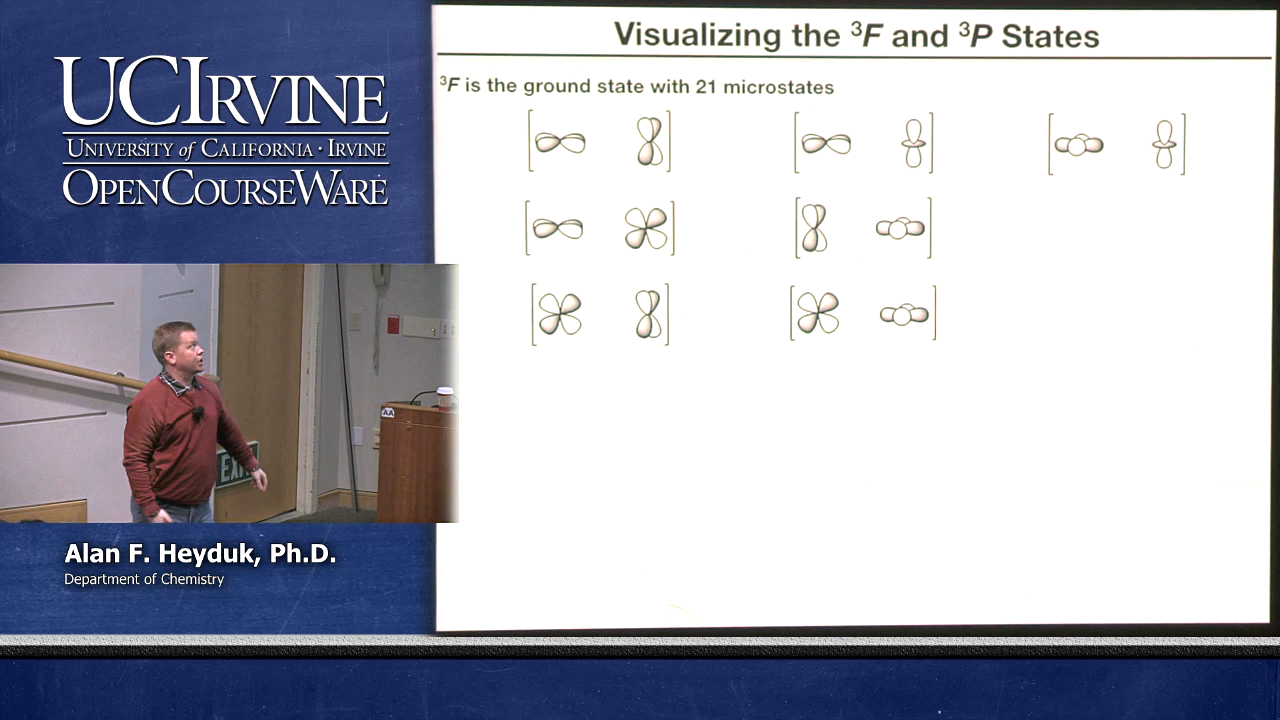 UCIRVINE
UNIVERSITY of CALIFORNIA · IRVINE
OPENCOURSEWARE
Visualizing the ³F and ³P States
³F is the ground state with 21 microstates
AA
EXIT
Alan F. Heyduk, Ph.D.
Department of Chemistry